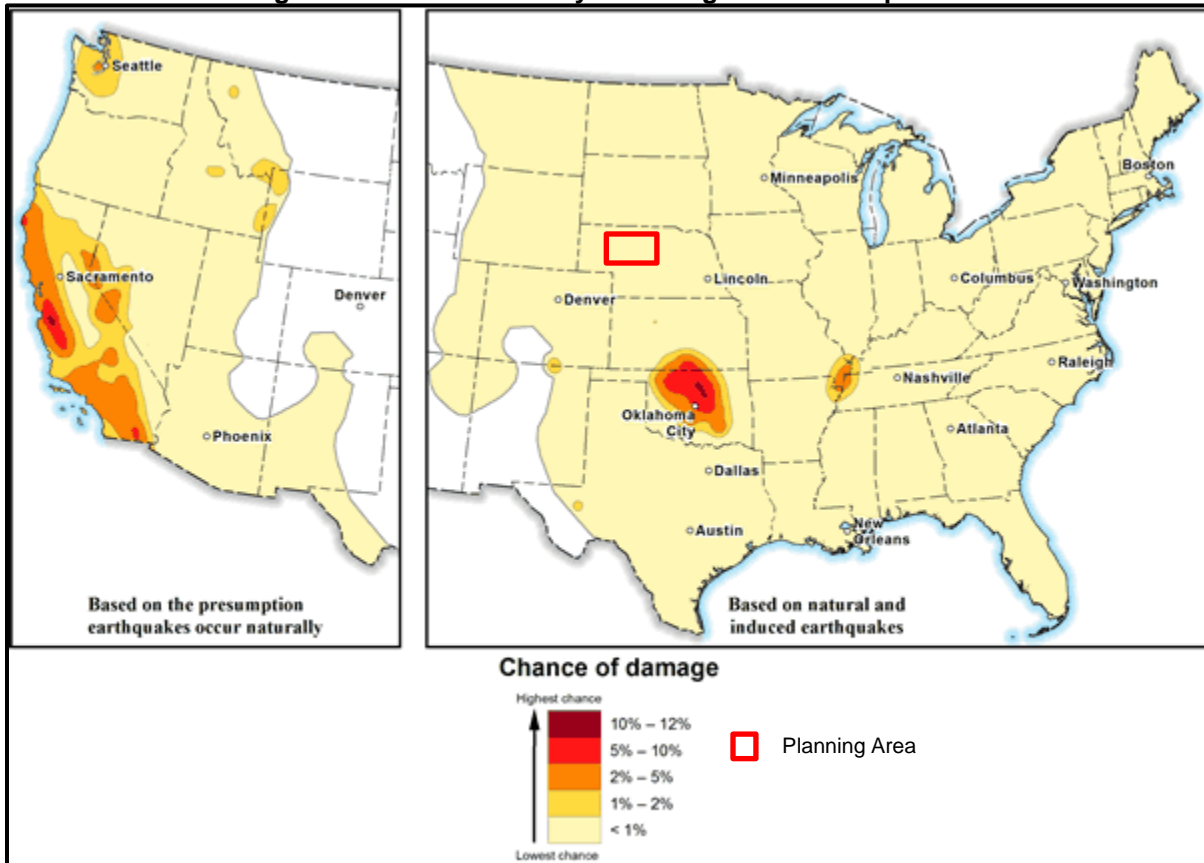 Seattle
Sacramento
Denver
Phoenix
Based on the presumption
earthquakes occur naturally
Minneapolis
Boston
Lincoln
Columbus
Washington
Denver
Raleigh
Nashville
Oklahoma
City
Atlanta
Dallas
Austin
New
Orleans
Based on natural and
induced earthquakes
Chance of damage
Highest chance
10% – 12%
5% – 10%
2% – 5%
1% – 2%
< 1%
Lowest chance
Planning Area